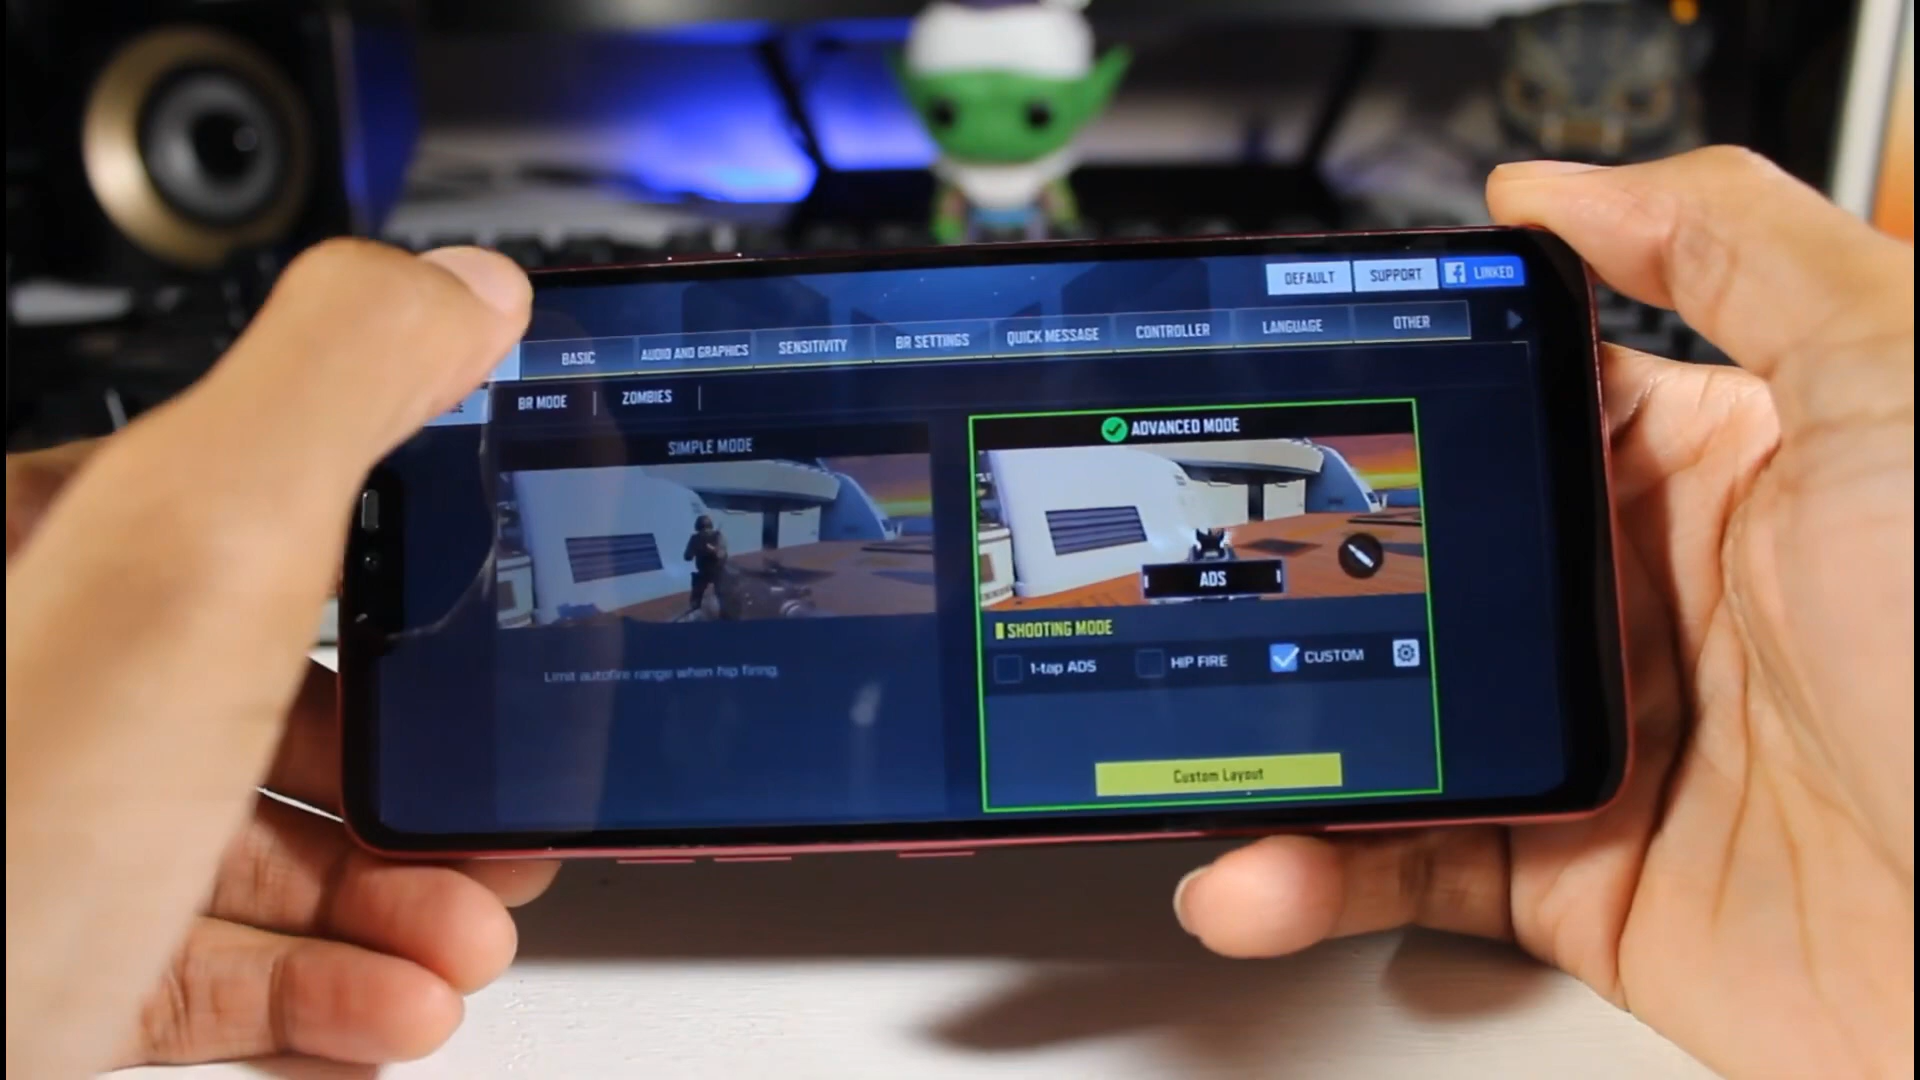 DEFAULT SUPPORT f LINKED
BASIC AUDIO AND GRAPHICS SENSITIVITY BR SETTINGS QUICK MESSAGE CONTROLLER LANGUAGE OTHER
BR MODE ZOMBIES
SIMPLE MODE
Limit autofire range when hip firing.
ADVANCED MODE
ADS
SHOOTING MODE
1-tap ADS HIP FIRE CUSTOM
Custom Layout